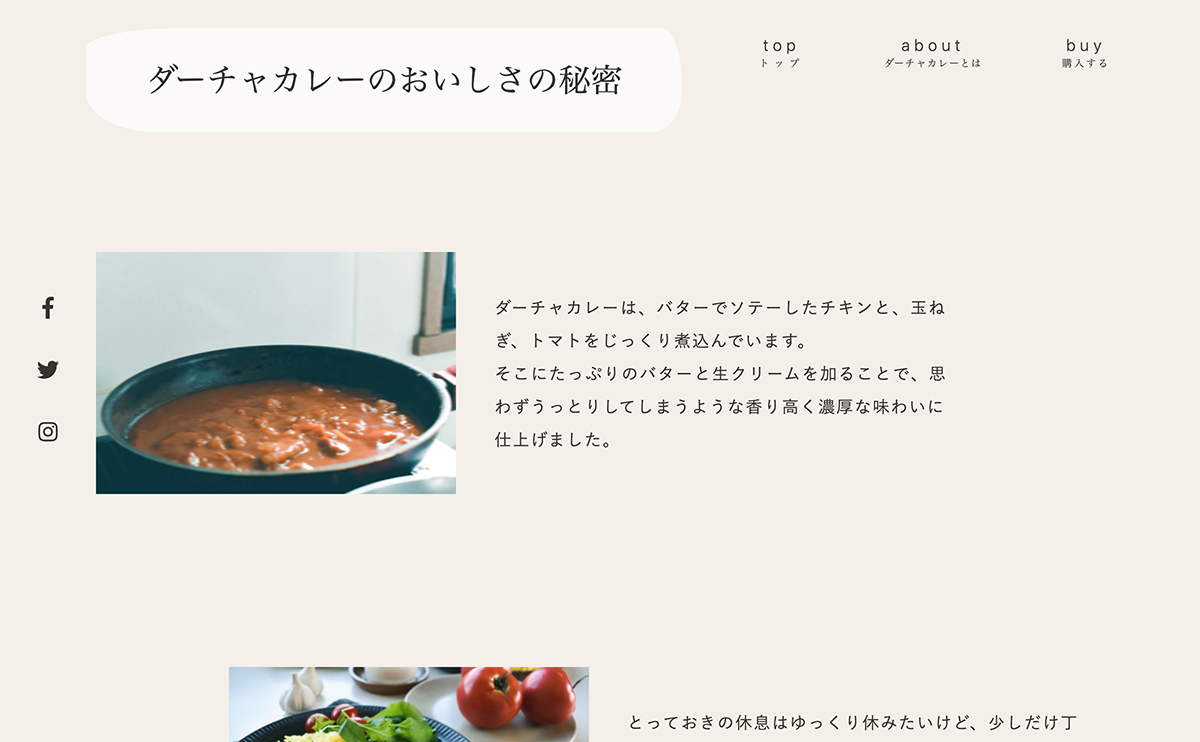 ダーチャカレーのおいしさの秘密
top
トップ
about
ダーチャカレーとは
buy
購入する
ダーチャカレーは、バターでソテーしたチキンと、玉ね
ぎ、トマトをじっくり煮込んでいます。
そこにたっぷりのバターと生クリームを加ることで、思
わずうっとりしてしまうような香り高く濃厚な味わいに
仕上げました。
とっておきの休息はゆっくり休みたいけど、少しだけ丁